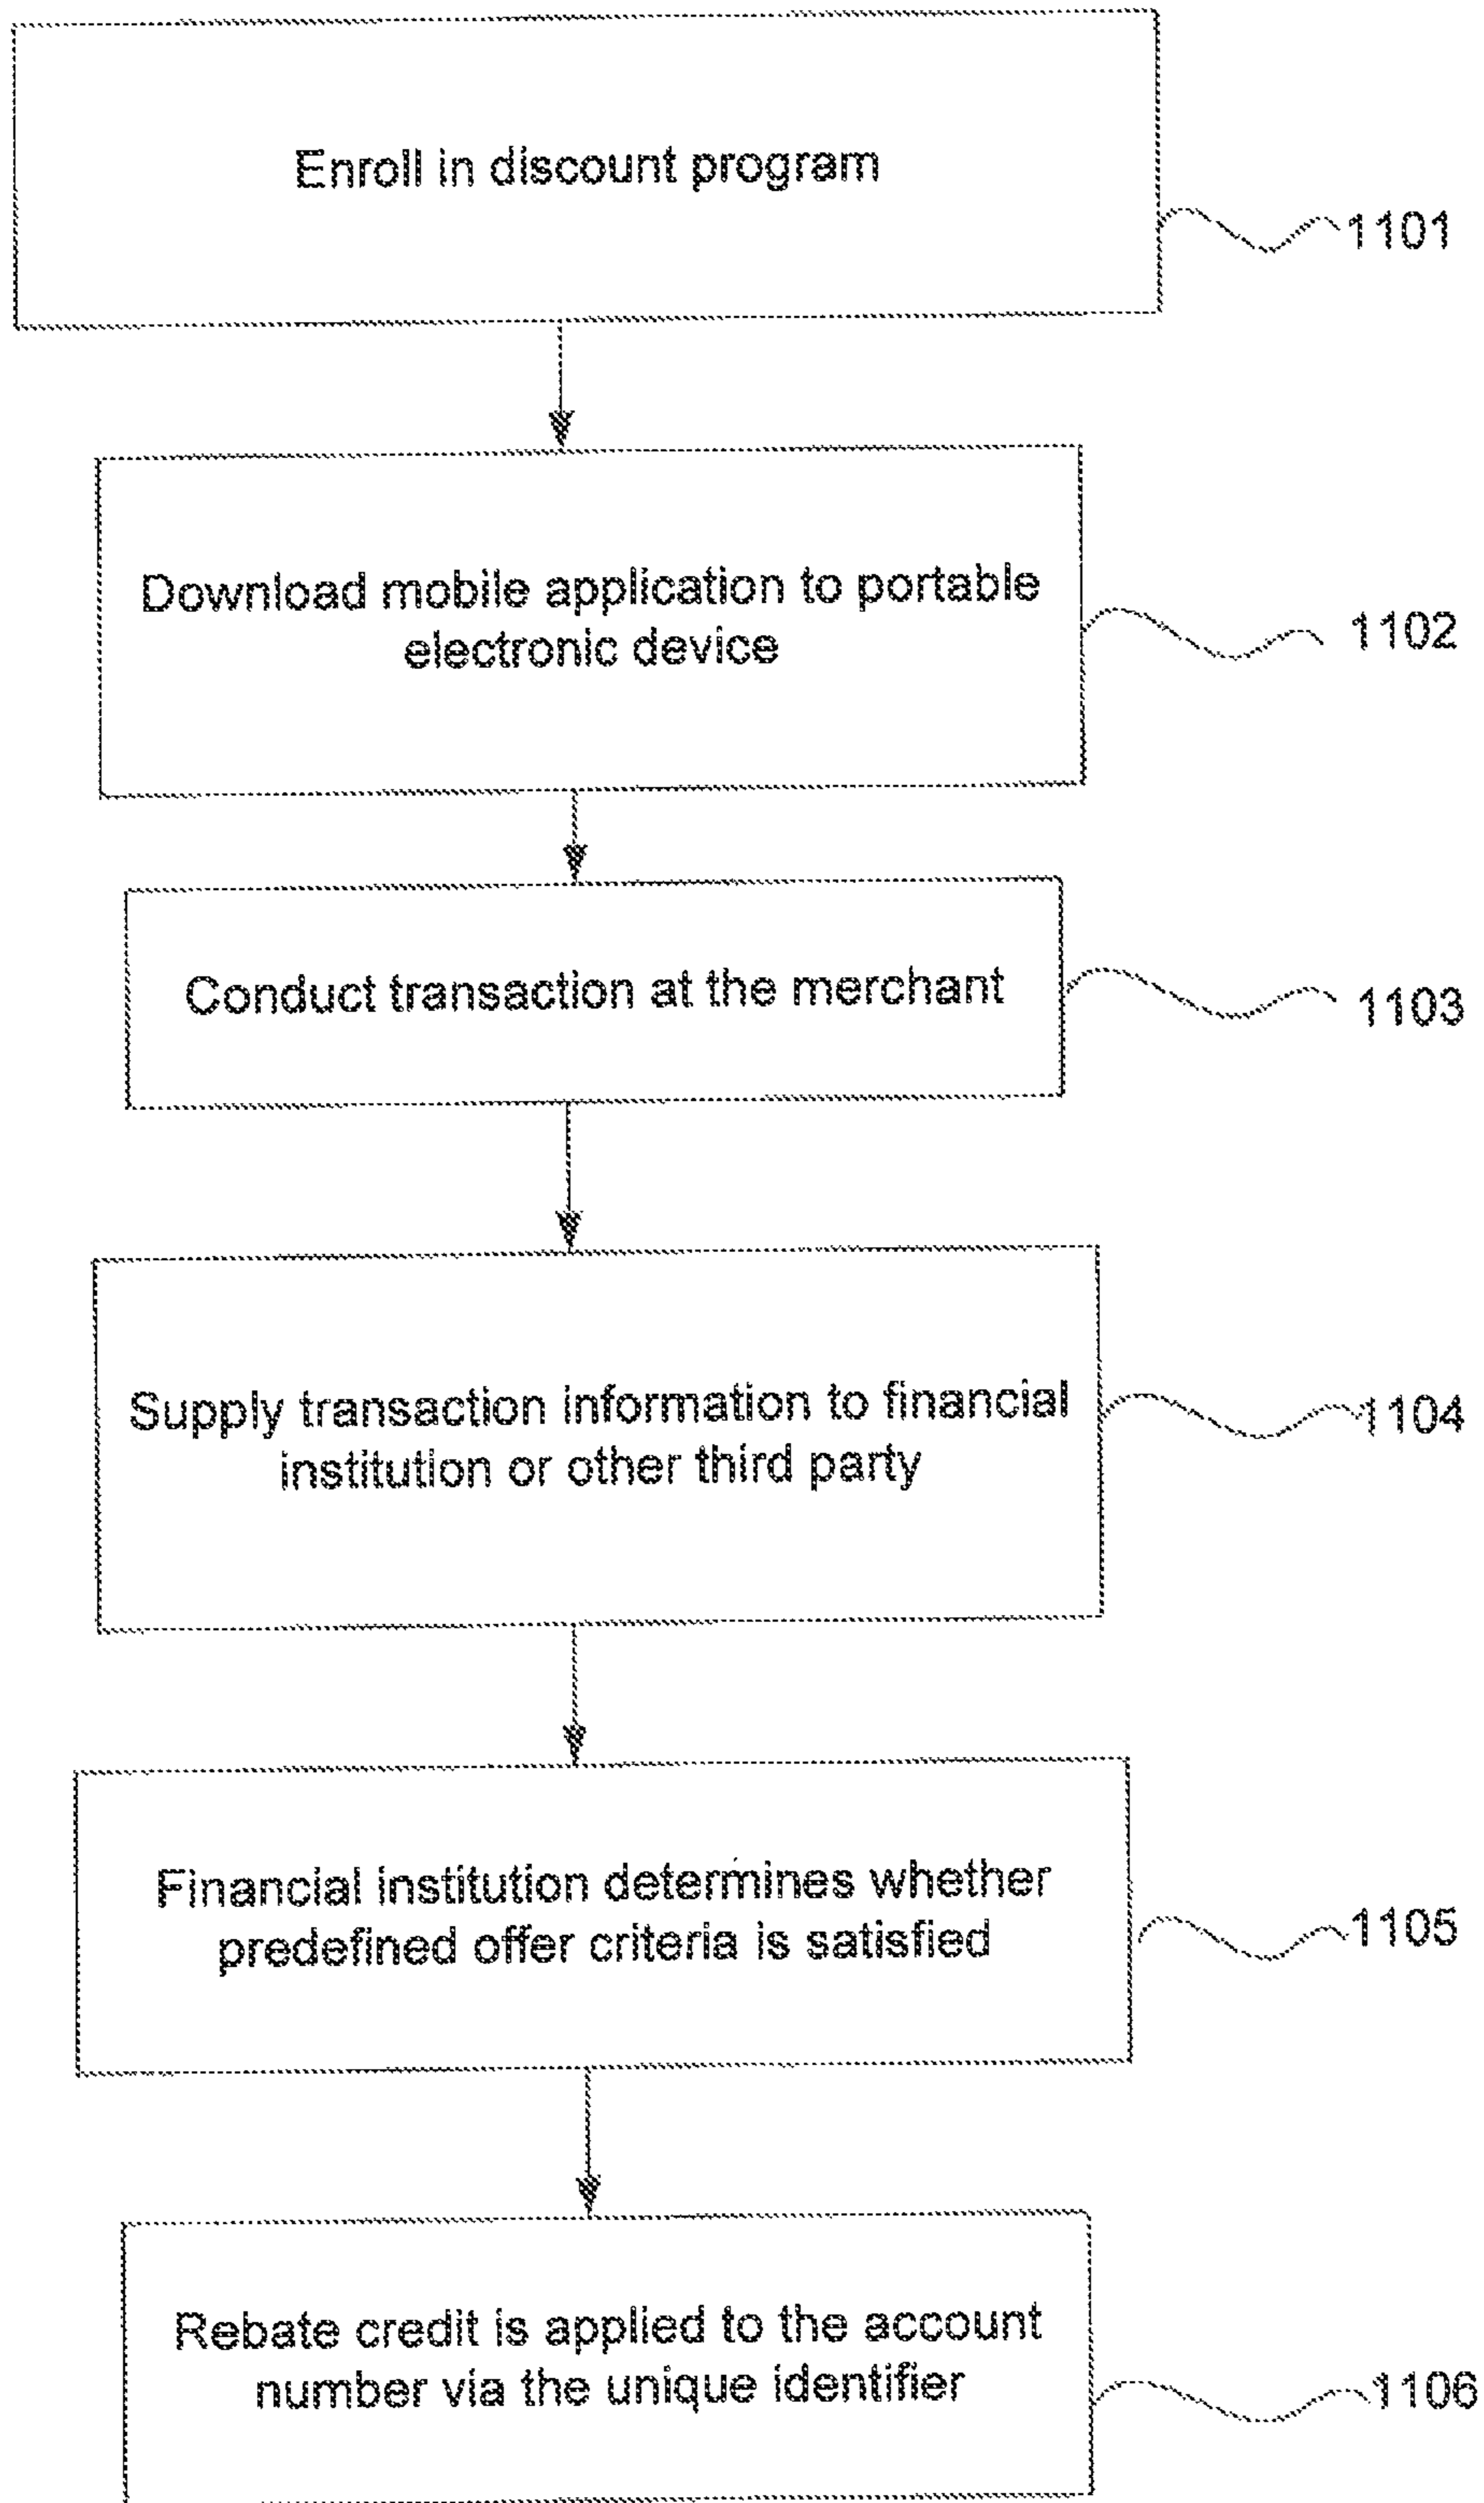 Enroll in discount program
1101
Download mobile application to portable
electronic device
1102
Conduct transaction at the merchant
1103
Supply transaction information to financial
institution or other third party
1104
Financial institution determines whether
predefined offer criteria is satisfied
1105
Rebate credit is applied to the account
number via the unique identifier
1106